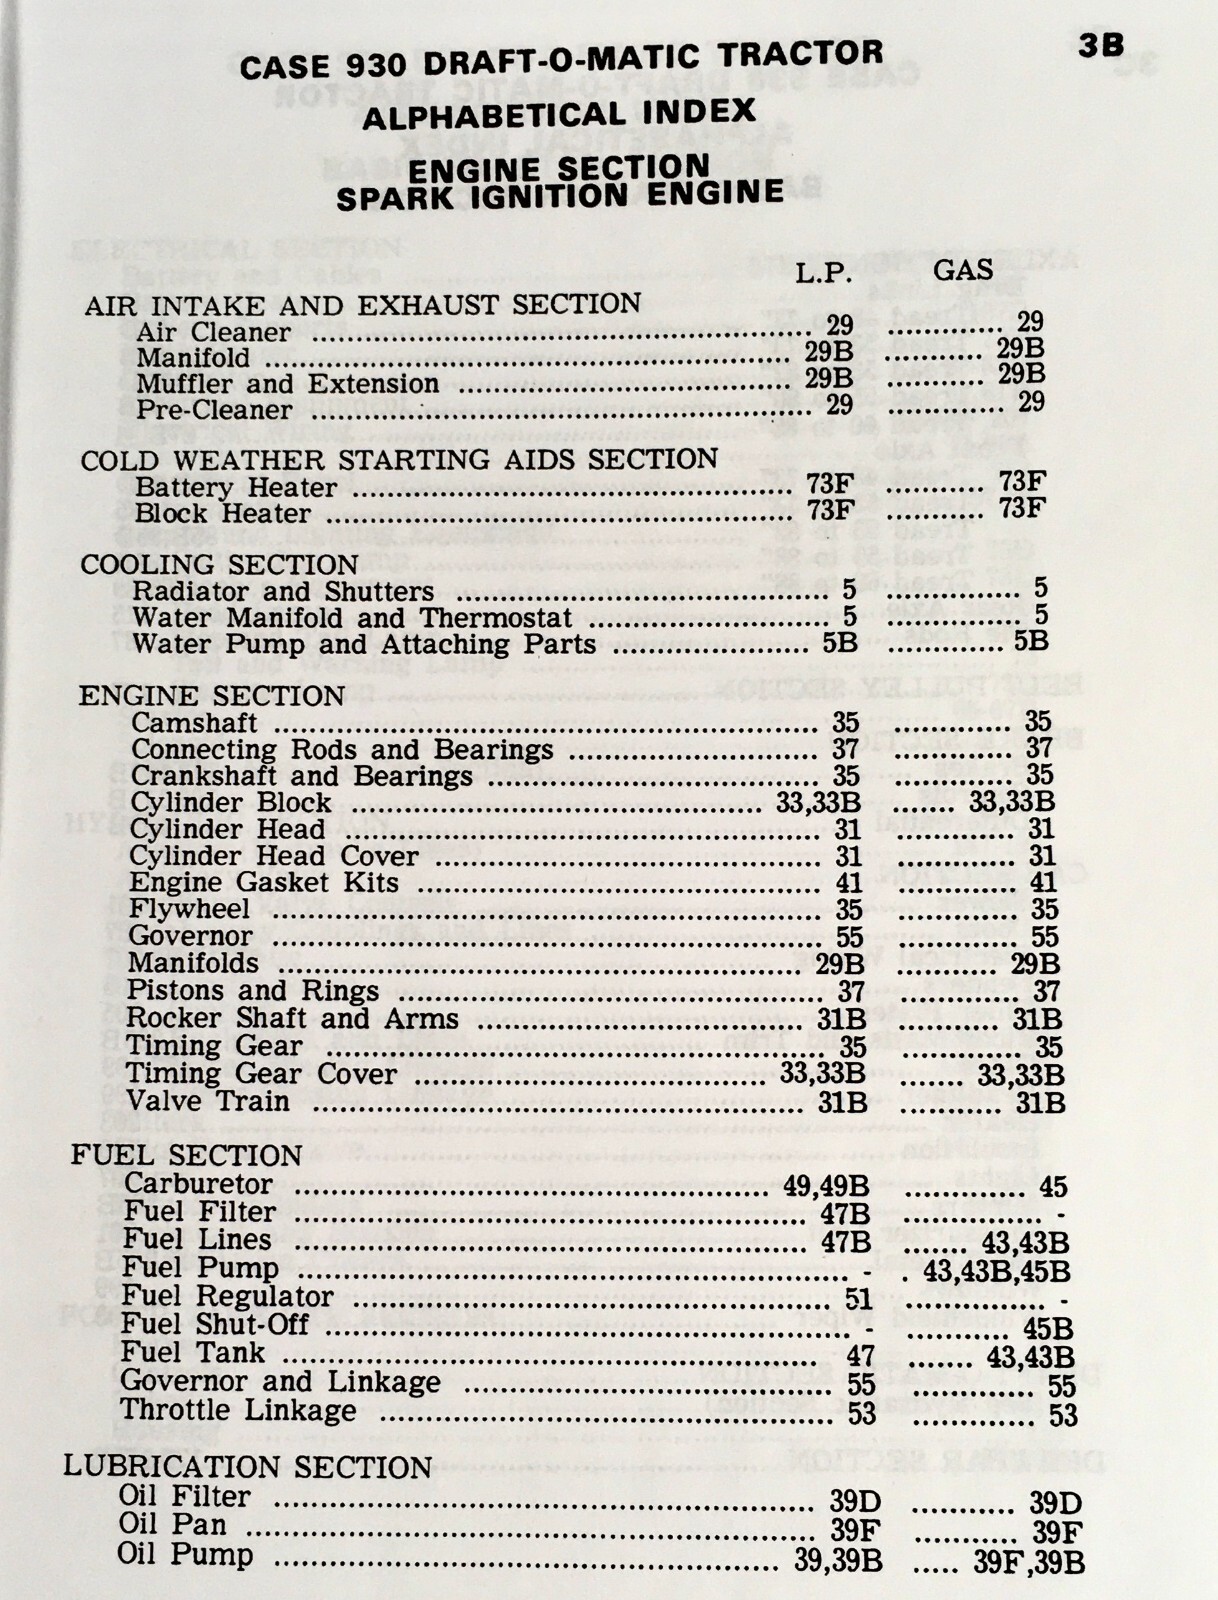 3B
CASE 930 DRAFT-O-MATIC TRACTOR
ALPHABETICAL INDEX
ENGINE SECTION
SPARK IGNITION ENGINE
L.P. GAS
AIR INTAKE AND EXHAUST SECTION
Air Cleaner ........ 29 ........ 29
Manifold ........ 29B ........ 29B
Muffler and Extension ........ 29B ........ 29B
Pre-Cleaner ........ 29 ........ 29
COLD WEATHER STARTING AIDS SECTION
Battery Heater ........ 73F ........ 73F
Block Heater ........ 73F ........ 73F
COOLING SECTION
Radiator and Shutters ........ 5 ........ 5
Water Manifold and Thermostat ........ 5 ........ 5
Water Pump and Attaching Parts ........ 5B ........ 5B
ENGINE SECTION
Camshaft ........ 35 ........ 35
Connecting Rods and Bearings ........ 37 ........ 37
Crankshaft and Bearings ........ 35 ........ 35
Cylinder Block ........ 33,33B ....... 33,33B
Cylinder Head ........ 31 ........ 31
Cylinder Head Cover ........ 31 ........ 31
Engine Gasket Kits ........ 41 ........ 41
Flywheel ........ 35 ........ 35
Governor ........ 55 ........ 55
Manifolds ........ 29B ........ 29B
Pistons and Rings ........ 37 ........ 37
Rocker Shaft and Arms ........ 31B ........ 31B
Timing Gear ........ 35 ........ 35
Timing Gear Cover ........ 33,33B ....... 33,33B
Valve Train ........ 31B ........ 31B
FUEL SECTION
Carburetor ........ 49,49B ........ 45
Fuel Filter ........ 47B ........ -
Fuel Lines ........ 47B ....... 43,43B
Fuel Pump ........ - . 43,43B,45B
Fuel Regulator ........ 51 ........ -
Fuel Shut-Off ........ - ........ 45B
Fuel Tank ........ 47 ....... 43,43B
Governor and Linkage ........ 55 ........ 55
Throttle Linkage ........ 53 ........ 53
LUBRICATION SECTION
Oil Filter ........ 39D ........ 39D
Oil Pan ........ 39F ........ 39F
Oil Pump ........ 39,39B ..... 39F,39B